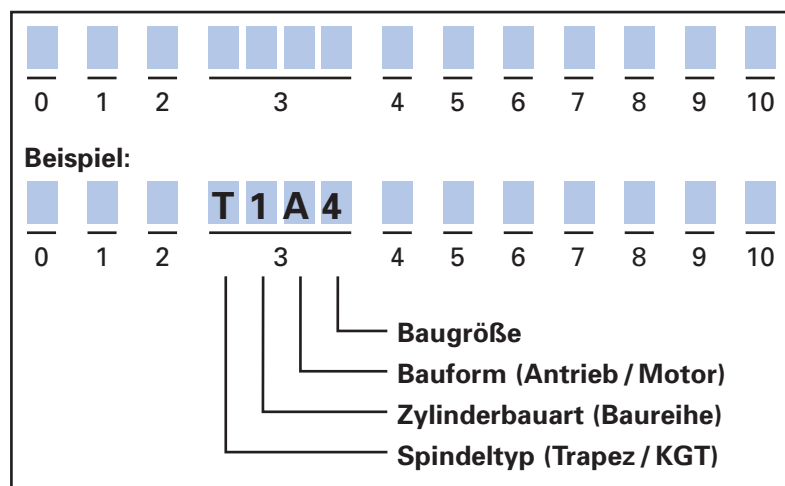 0 1 2 3 4 5 6 7 8 9 10
Beispiel:
T 1 A 4
0 1 2 3 4 5 6 7 8 9 10
Baugröße
Bauform (Antrieb / Motor)
Zylinderbauart (Baureihe)
Spindeltyp (Trapez / KGT)